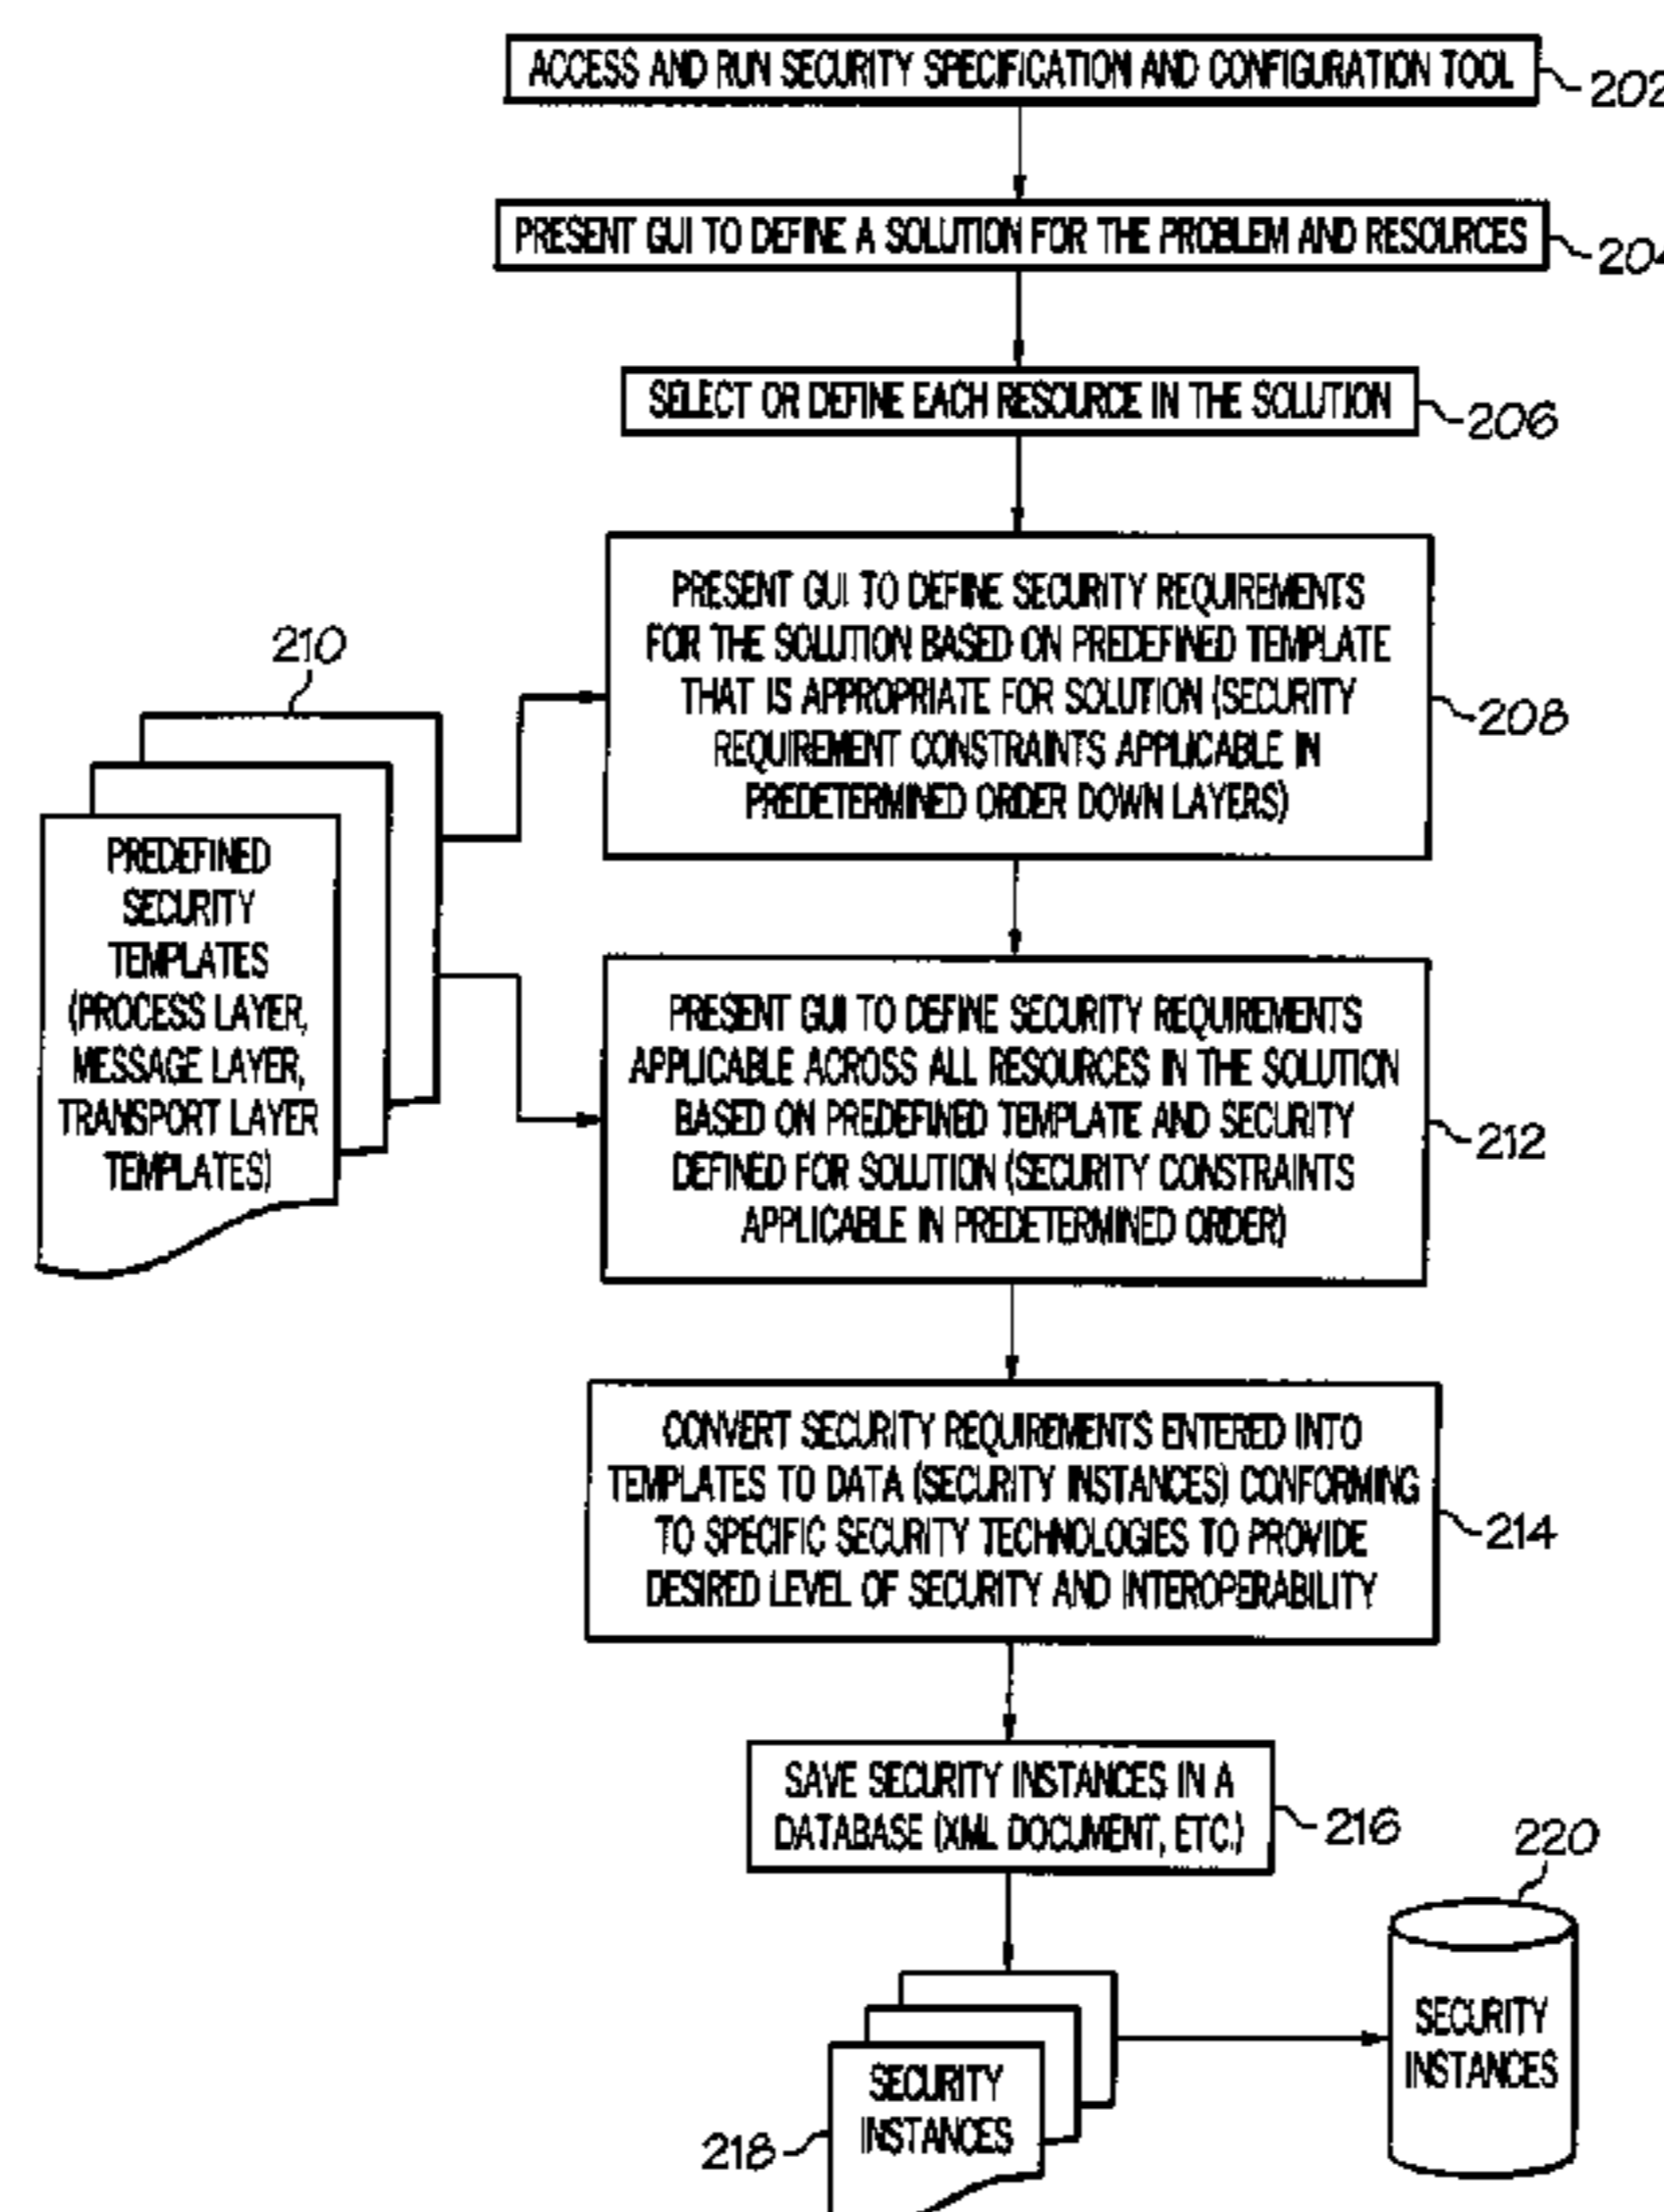 ACCESS AND RUN SECURITY SPECIFICATION AND CONFIGURATION TOOL
202
PRESENT GUI TO DEFINE A SOLUTION FOR THE PROBLEM AND RESOURCES
204
SELECT OR DEFINE EACH RESOURCE IN THE SOLUTION
206
PRESENT GUI TO DEFINE SECURITY REQUIREMENTS
FOR THE SOLUTION BASED ON PREDEFINED TEMPLATE
THAT IS APPROPRIATE FOR SOLUTION (SECURITY
REQUIREMENT CONSTRAINTS APPLICABLE IN
PREDETERMINED ORDER DOWN LAYERS)
208
210
PREDEFINED
SECURITY
TEMPLATES
(PROCESS LAYER,
MESSAGE LAYER,
TRANSPORT LAYER
TEMPLATES)
PRESENT GUI TO DEFINE SECURITY REQUIREMENTS
APPLICABLE ACROSS ALL RESOURCES IN THE SOLUTION
BASED ON PREDEFINED TEMPLATE AND SECURITY
DEFINED FOR SOLUTION (SECURITY CONSTRAINTS
APPLICABLE IN PREDETERMINED ORDER)
212
CONVERT SECURITY REQUIREMENTS ENTERED INTO
TEMPLATES TO DATA (SECURITY INSTANCES) CONFORMING
TO SPECIFIC SECURITY TECHNOLOGIES TO PROVIDE
DESIRED LEVEL OF SECURITY AND INTEROPERABILITY
214
SAVE SECURITY INSTANCES IN A
DATABASE (XML DOCUMENT, ETC.)
216
220
SECURITY
INSTANCES
SECURITY
INSTANCES
218